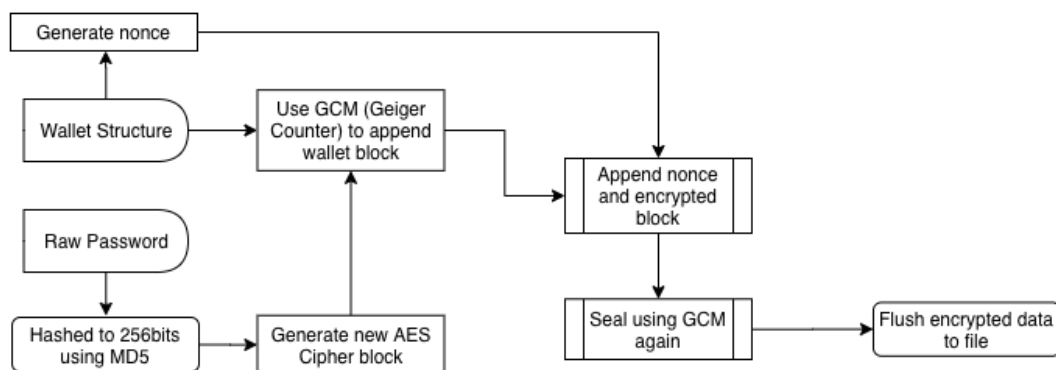 Generate nonce
Wallet Structure
Use GCM (Geiger
Counter) to append
wallet block
Append nonce
and encrypted
block
Raw Password
Hashed to 256bits
using MD5
Generate new AES
Cipher block
Seal using GCM
again
Flush encrypted data
to file